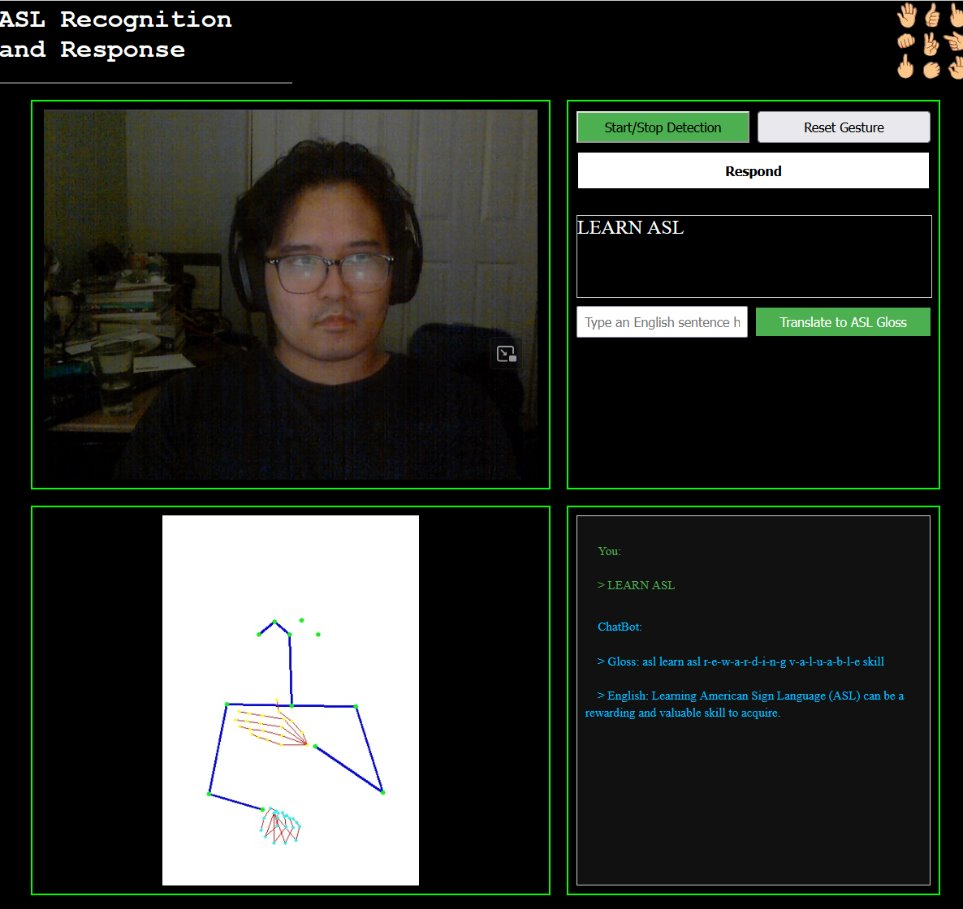 ASL Recognition
and Response
Start/Stop Detection
Reset Gesture
Respond
LEARN ASL
Type an English sentence h
Translate to ASL Gloss
You:
> LEARN ASL
ChatBot:
> Gloss: asl learn asl r-e-w-a-r-d-i-n-g v-a-l-u-a-b-l-e skill
> English: Learning American Sign Language (ASL) can be a
rewarding and valuable skill to acquire.